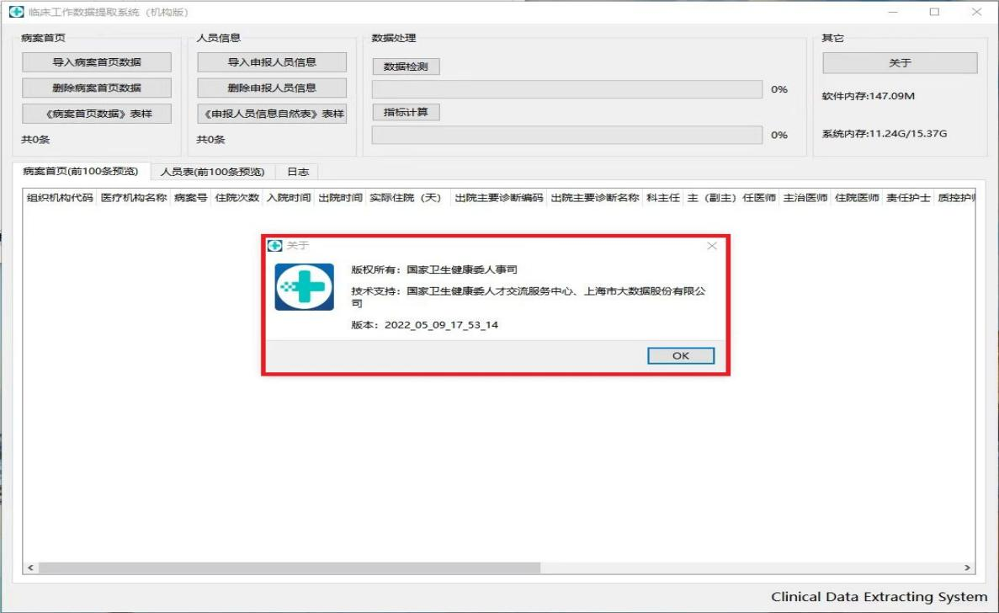 临床工作数据提取系统（机构版）
病案首页
人员信息
数据处理
其它
导入病案首页数据
导入申报人员信息
数据检测
关于
删除病案首页数据
删除申报人员信息
0%
软件内存:147.09M
《病案首页数据》表样
《申报人员信息自然表》表样
指标计算
共0条
共0条
0%
系统内存:11.24G/15.37G
病案首页(前100条预览)
人员表(前100条预览)
日志
组织机构代码 医疗机构名称 病案号 住院次数 入院时间 出院时间 实际住院（天） 出院主要诊断编码 出院主要诊断名称 科主任 主（副主）任医师 主治医师 住院医师 责任护士 质控护
关于
版权所有：国家卫生健康委人事司
技术支持：国家卫生健康委人才交流服务中心、上海市大数据股份有限公
司
版本：2022_05_09_17_53_14
OK
Clinical Data Extracting System